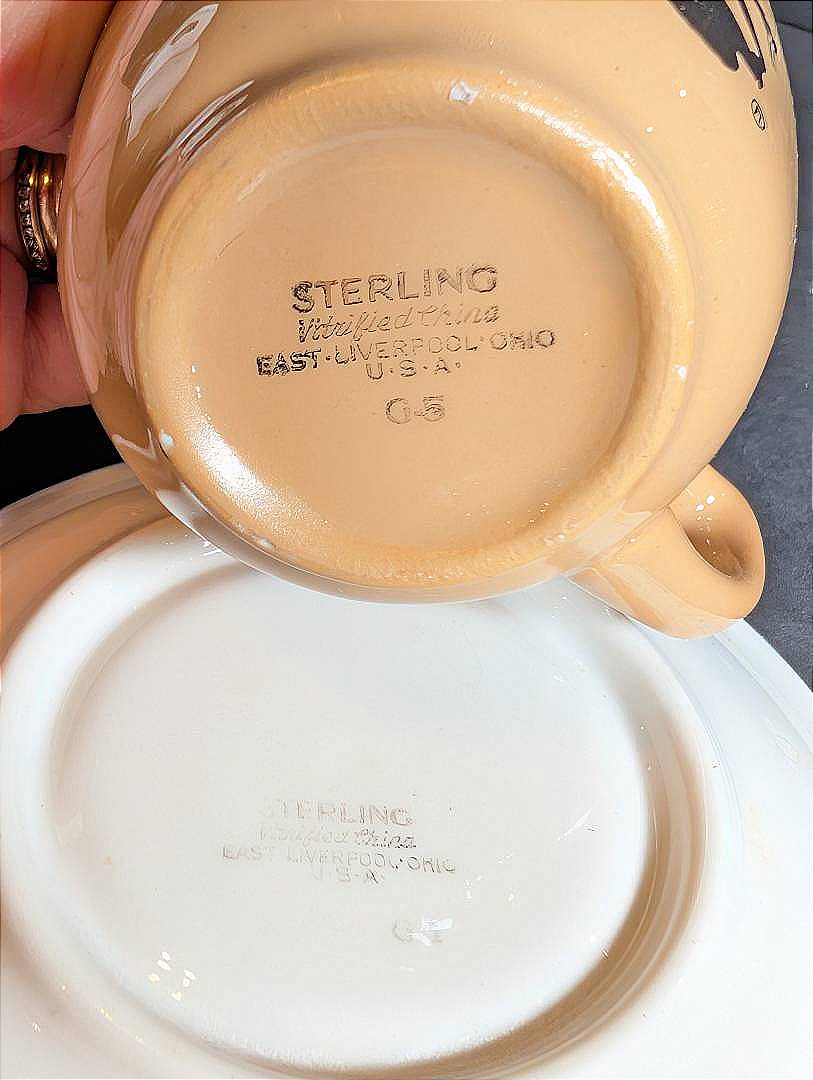 STERLING
Vitrified China
EAST·LIVERPOOL·OHIO
U·S·A·
G-5
STERLING
Vitrified China
EAST LIVERPOOL·OHIO
U·S·A·